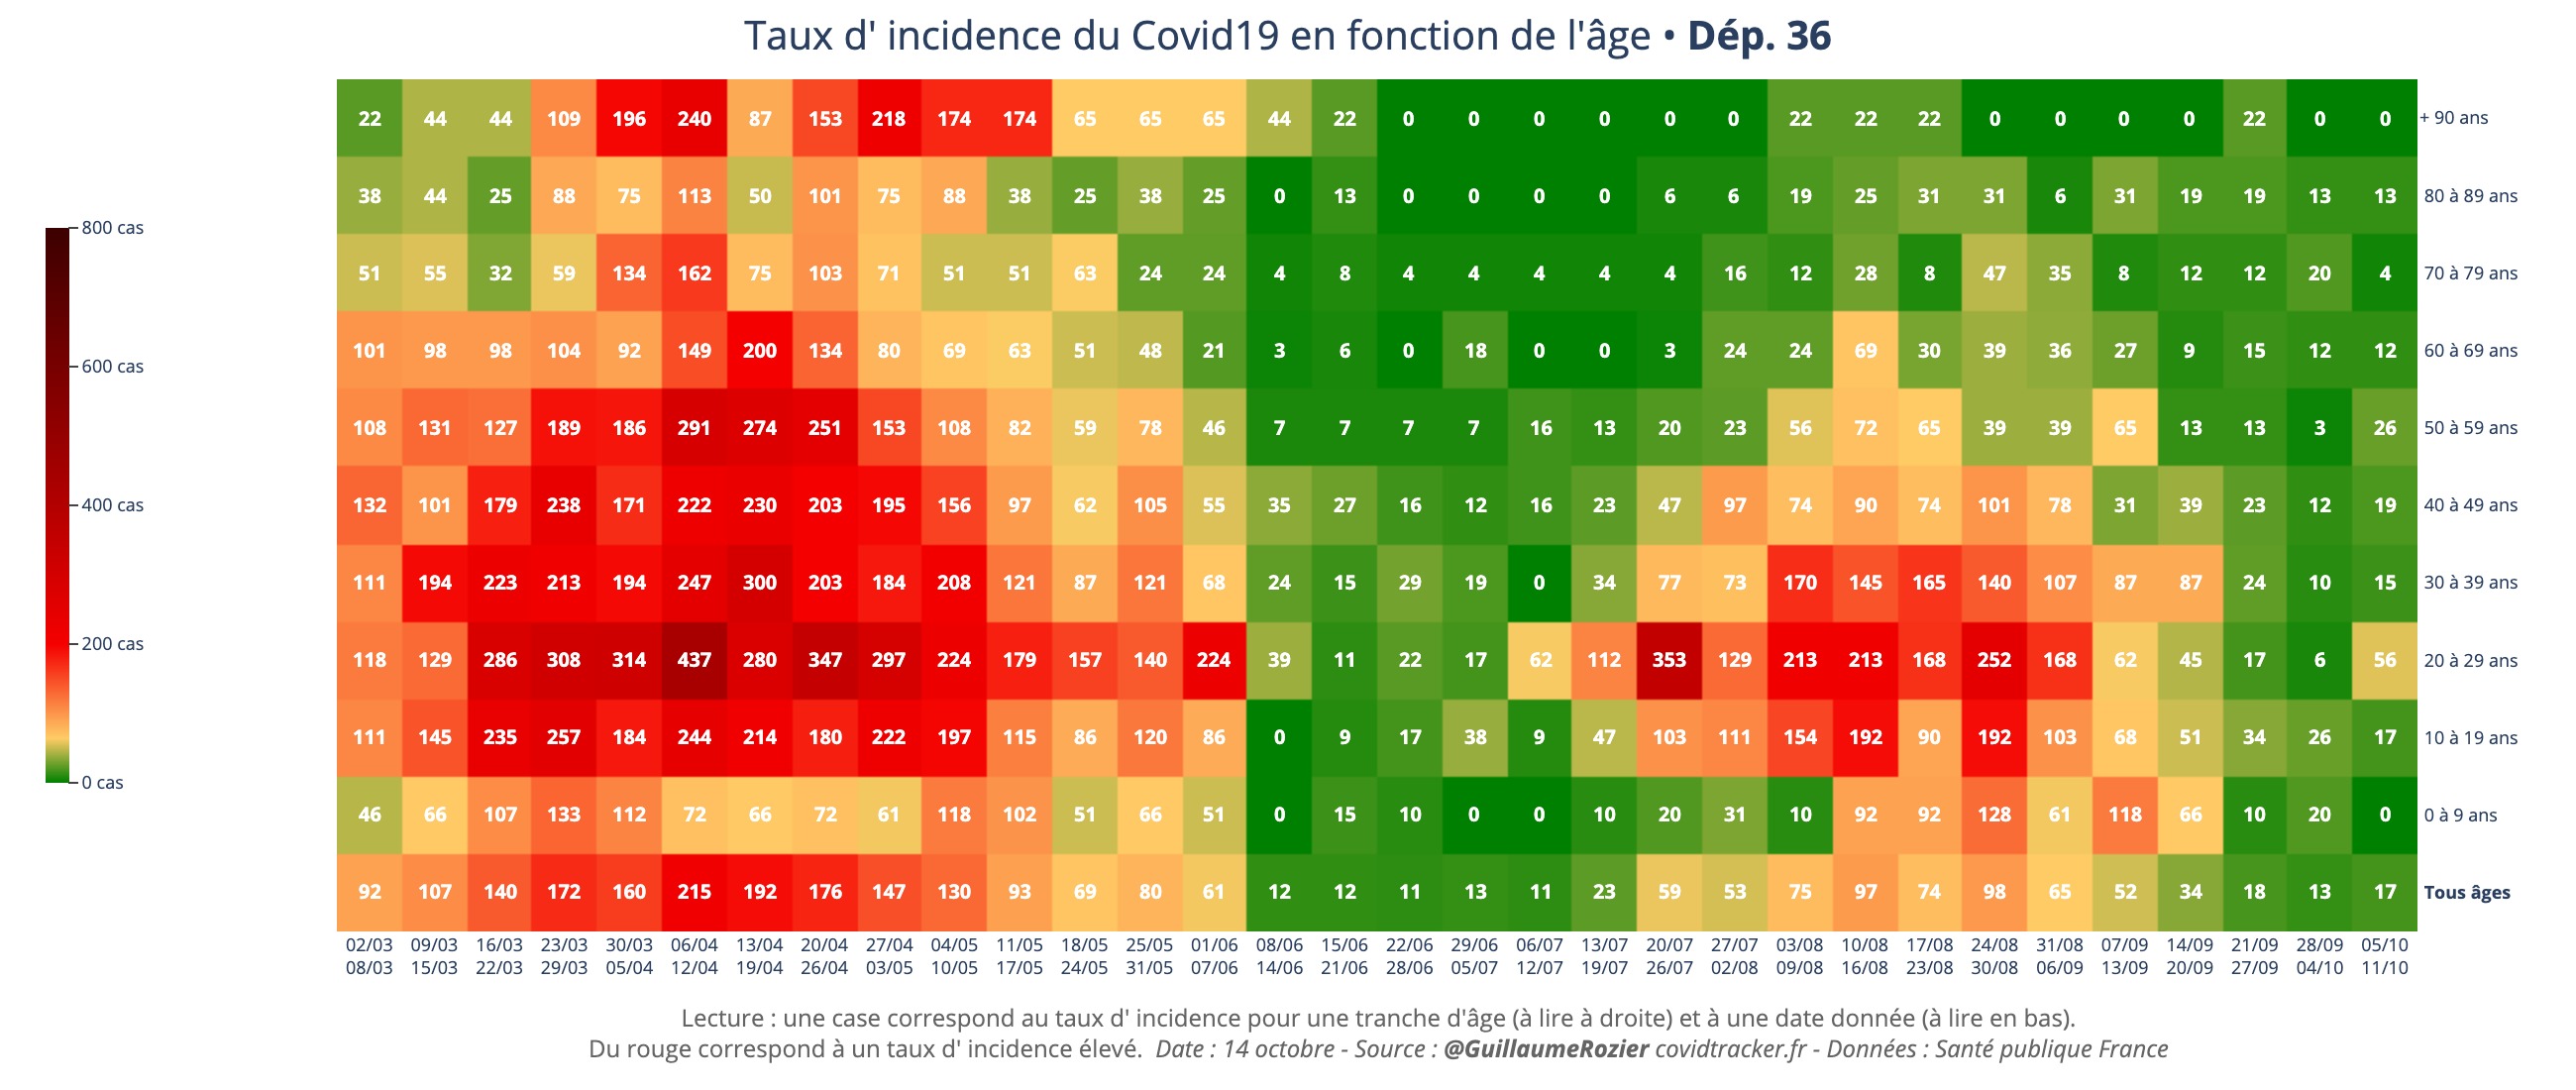 Taux d' incidence du Covid19 en fonction de l'âge • Dép. 36
800 cas
600 cas
400 cas
200 cas
0 cas
22 44 44 109 196 240 87 153 218 174 174 65 65 65 44 22 0 0 0 0 0 0 22 22 22 0 0 0 0 22 0 0 + 90 ans
38 44 25 88 75 113 50 101 75 88 38 25 38 25 0 13 0 0 0 0 6 6 19 25 31 31 6 31 19 19 13 13 80 à 89 ans
51 55 32 59 134 162 75 103 71 51 51 63 24 24 4 8 4 4 4 4 4 16 12 28 8 47 35 8 12 12 20 4 70 à 79 ans
101 98 98 104 92 149 200 134 80 69 63 51 48 21 3 6 0 18 0 0 3 24 24 69 30 39 36 27 9 15 12 12 60 à 69 ans
108 131 127 189 186 291 274 251 153 108 82 59 78 46 7 7 7 7 16 13 20 23 56 72 65 39 39 65 13 13 3 26 50 à 59 ans
132 101 179 238 171 222 230 203 195 156 97 62 105 55 35 27 16 12 16 23 47 97 74 90 74 101 78 31 39 23 12 19 40 à 49 ans
111 194 223 213 194 247 300 203 184 208 121 87 121 68 24 15 29 19 0 34 77 73 170 145 165 140 107 87 87 24 10 15 30 à 39 ans
118 129 286 308 314 437 280 347 297 224 179 157 140 224 39 11 22 17 62 112 353 129 213 213 168 252 168 62 45 17 6 56 20 à 29 ans
111 145 235 257 184 244 214 180 222 197 115 86 120 86 0 9 17 38 9 47 103 111 154 192 90 192 103 68 51 34 26 17 10 à 19 ans
46 66 107 133 112 72 66 72 61 118 102 51 66 51 0 15 10 0 0 10 20 31 10 92 92 128 61 118 66 10 20 0 0 à 9 ans
92 107 140 172 160 215 192 176 147 130 93 69 80 61 12 12 11 13 11 23 59 53 75 97 74 98 65 52 34 18 13 17 Tous âges
02/03 09/03 16/03 23/03 30/03 06/04 13/04 20/04 27/04 04/05 11/05 18/05 25/05 01/06 08/06 15/06 22/06 29/06 06/07 13/07 20/07 27/07 03/08 10/08 17/08 24/08 31/08 07/09 14/09 21/09 28/09 05/10
08/03 15/03 22/03 29/03 05/04 12/04 19/04 26/04 03/05 10/05 17/05 24/05 31/05 07/06 14/06 21/06 28/06 05/07 12/07 19/07 26/07 02/08 09/08 16/08 23/08 30/08 06/09 13/09 20/09 27/09 04/10 11/10
Lecture : une case correspond au taux d' incidence pour une tranche d'âge (à lire à droite) et à une date donnée (à lire en bas).
Du rouge correspond à un taux d' incidence élevé. Date : 14 octobre - Source : @GuillaumeRozier covidtracker.fr - Données : Santé publique France